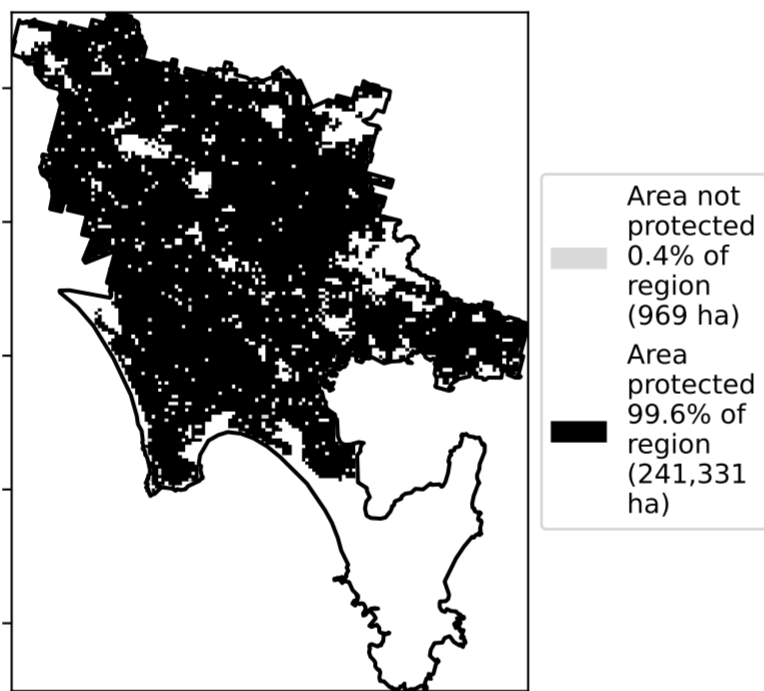 Area not
protected
0.4% of
region
(969 ha)
Area
protected
99.6% of
region
(241,331
ha)